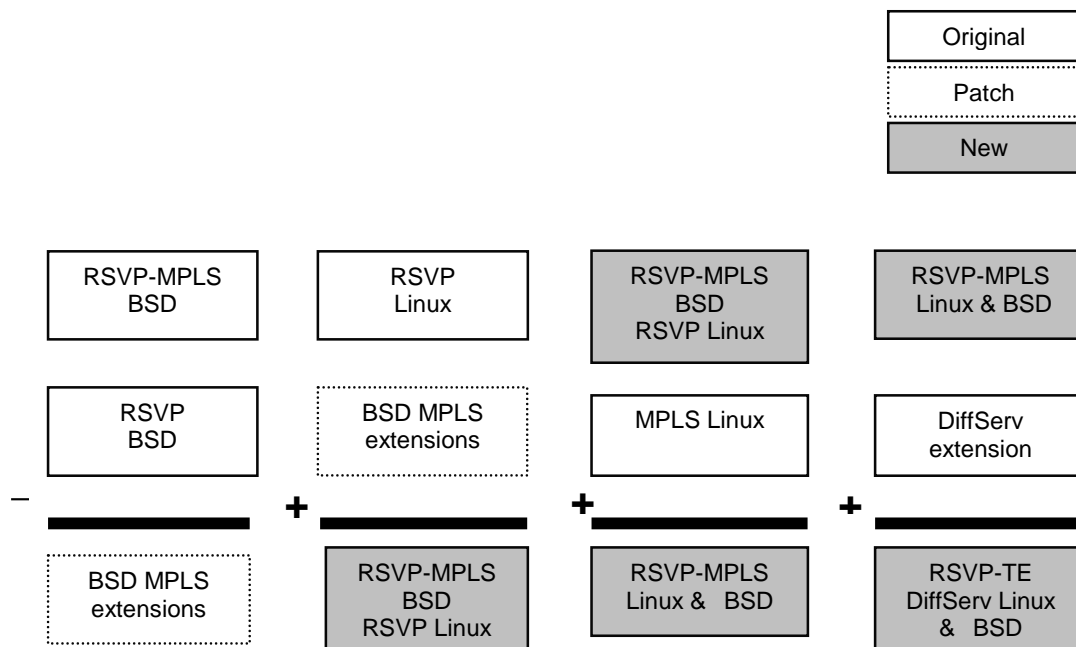 Original
Patch
New
RSVP-MPLS
BSD
RSVP
BSD
–
BSD MPLS
extensions
RSVP
Linux
BSD MPLS
extensions
+
RSVP-MPLS
BSD
RSVP Linux
RSVP-MPLS
BSD
RSVP Linux
MPLS Linux
+
RSVP-MPLS
Linux & BSD
RSVP-MPLS
Linux & BSD
DiffServ
extension
+
RSVP-TE
DiffServ Linux
& BSD